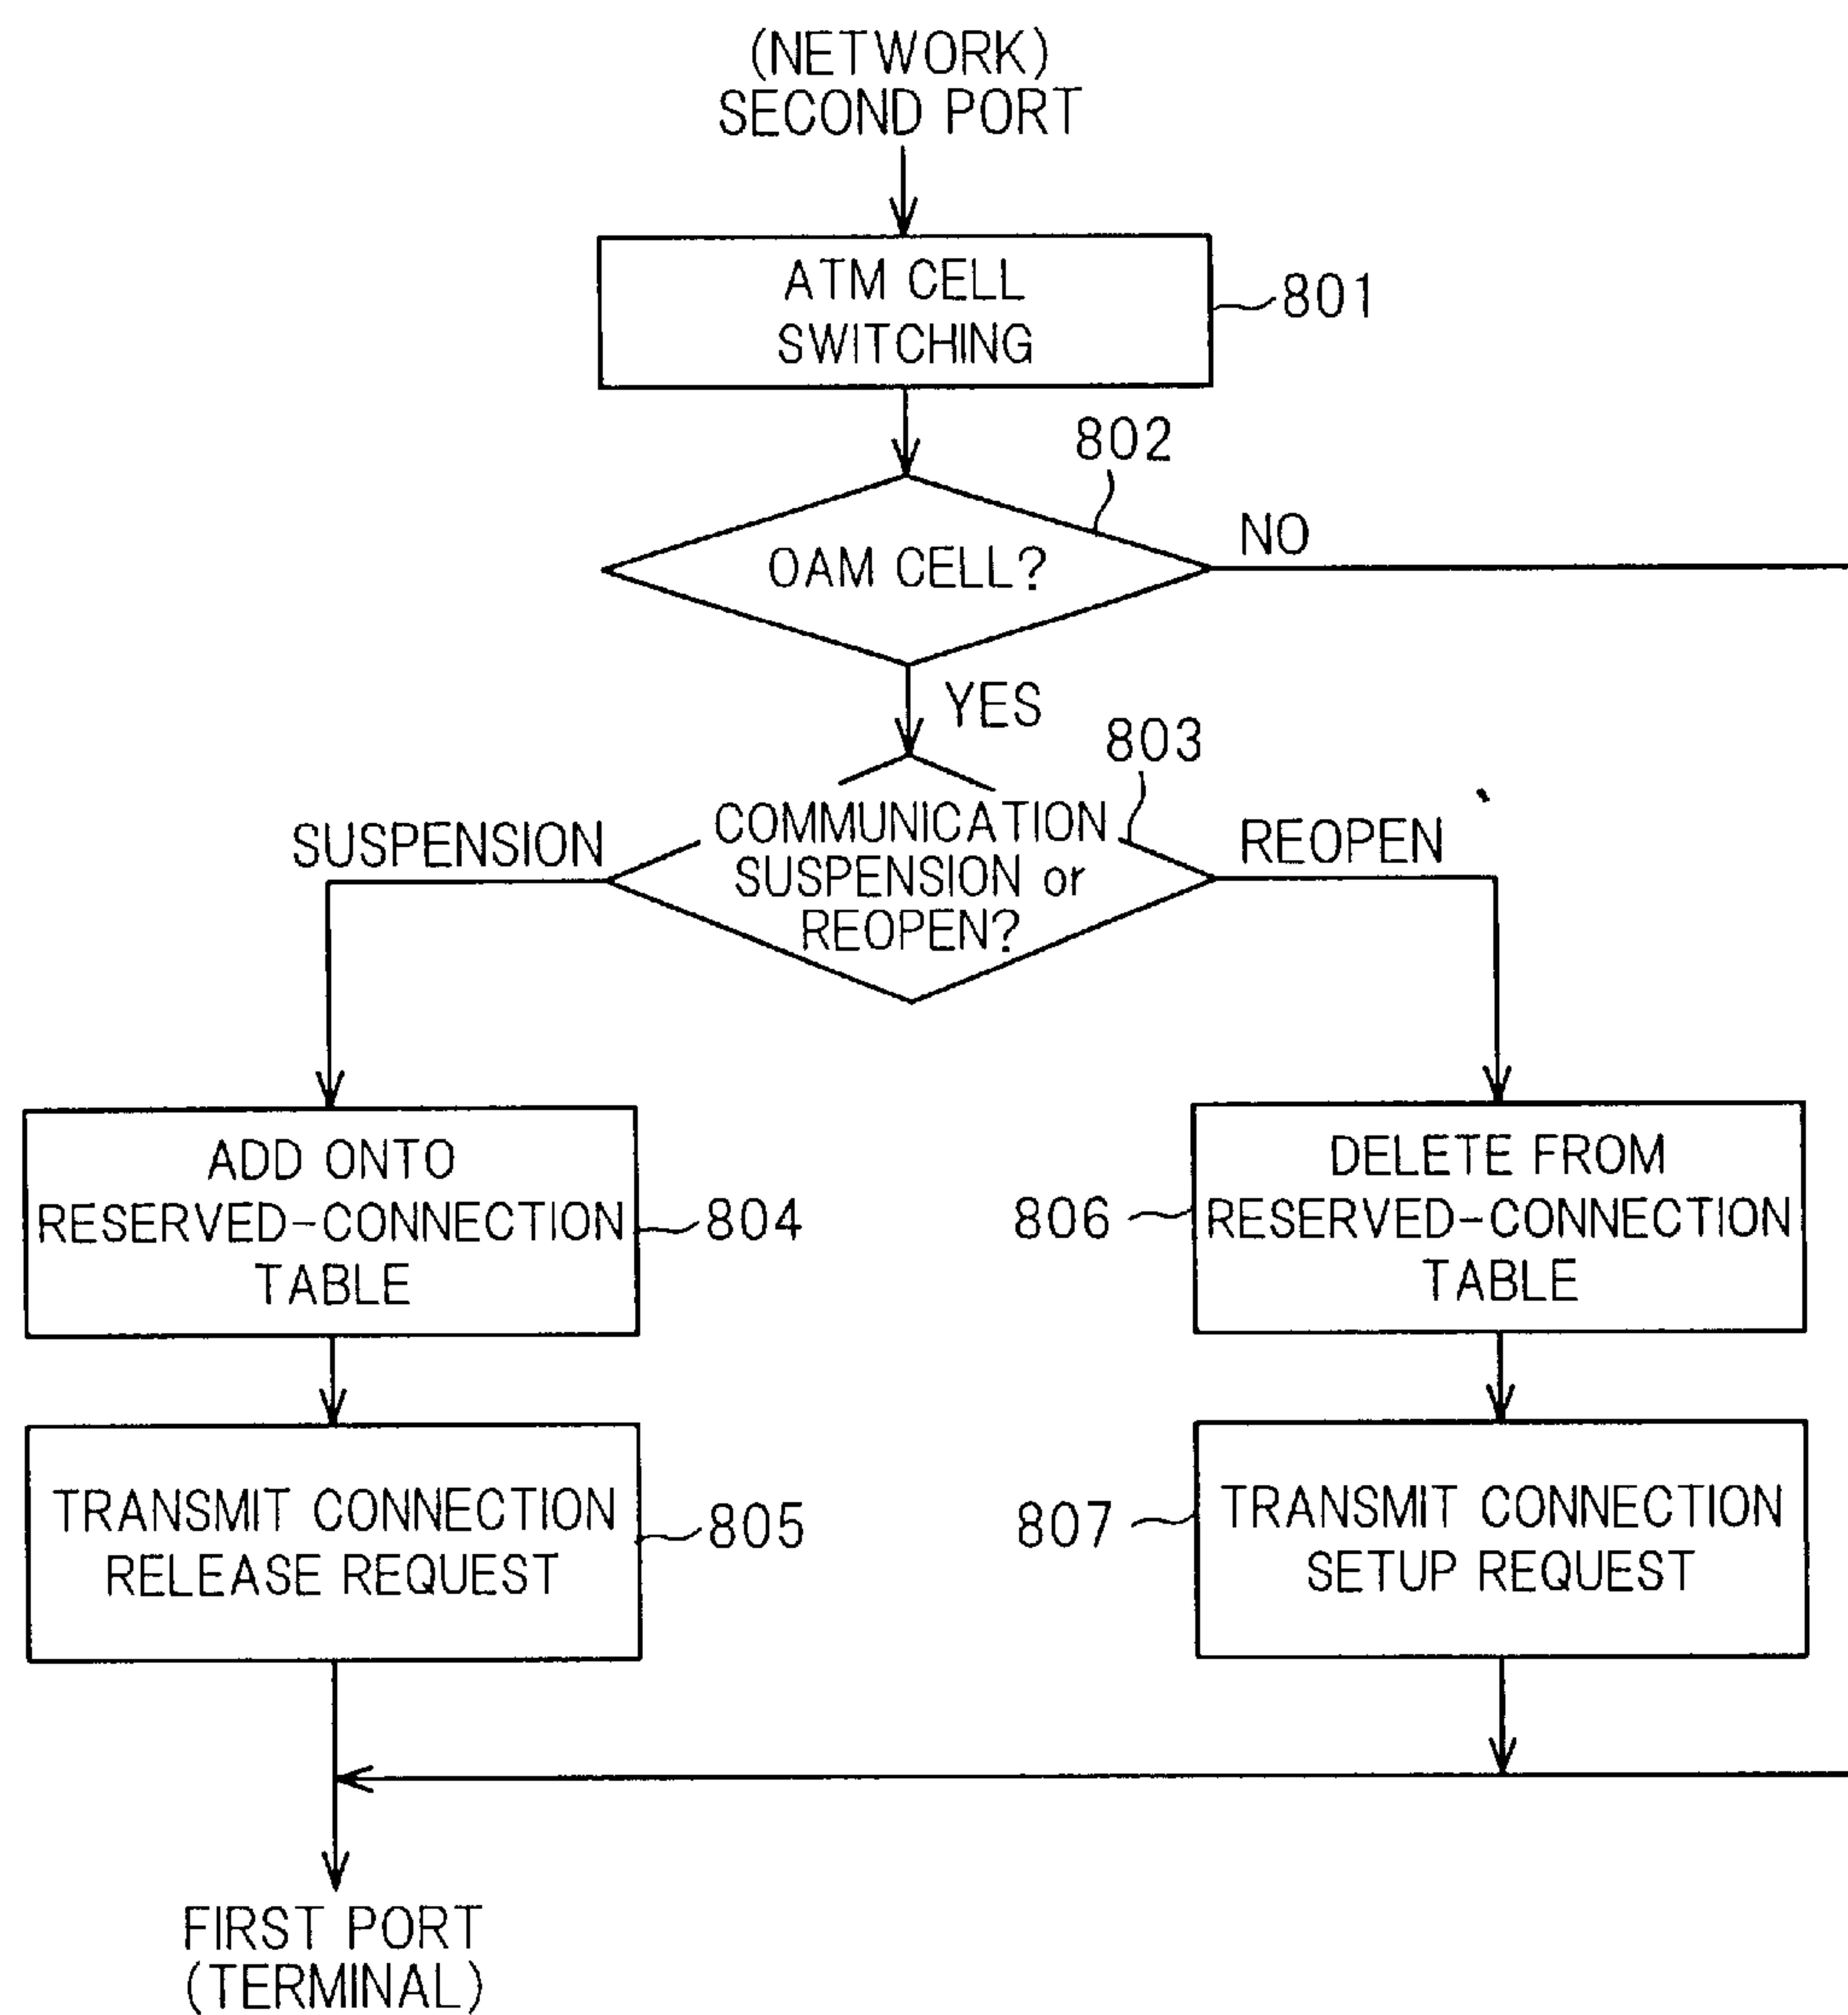 (NETWORK)
SECOND PORT
ATM CELL
SWITCHING
801
802
OAM CELL?
NO
YES
803
COMMUNICATION
SUSPENSION or
REOPEN?
SUSPENSION
REOPEN
ADD ONTO
RESERVED-CONNECTION
TABLE
804
806
DELETE FROM
RESERVED-CONNECTION
TABLE
TRANSMIT CONNECTION
RELEASE REQUEST
805
807
TRANSMIT CONNECTION
SETUP REQUEST
FIRST PORT
(TERMINAL)